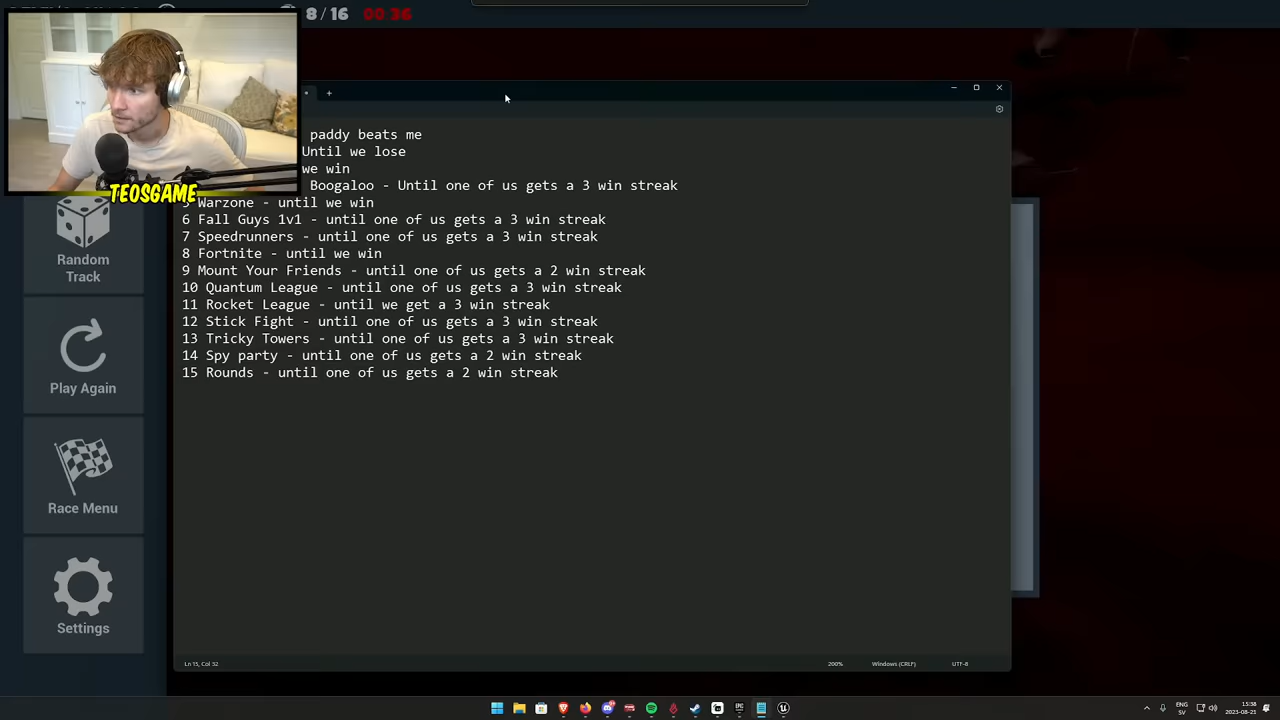 8/16 00:36
TEOSGAME
paddy beats me
Until we lose
we win
Boogaloo - Until one of us gets a 3 win streak
5 Warzone - until we win
6 Fall Guys 1v1 - until one of us gets a 3 win streak
7 Speedrunners - until one of us gets a 3 win streak
8 Fortnite - until we win
9 Mount Your Friends - until one of us gets a 2 win streak
10 Quantum League - until one of us gets a 3 win streak
11 Rocket League - until we get a 3 win streak
12 Stick Fight - until one of us gets a 3 win streak
13 Tricky Towers - until one of us gets a 3 win streak
14 Spy party - until one of us gets a 2 win streak
15 Rounds - until one of us gets a 2 win streak
Random
Track
Play Again
Race Menu
Settings
Ln 15, Col 52
200%
Windows (CRLF)
UTF-8
ENG
SV
15:38
2023-08-21